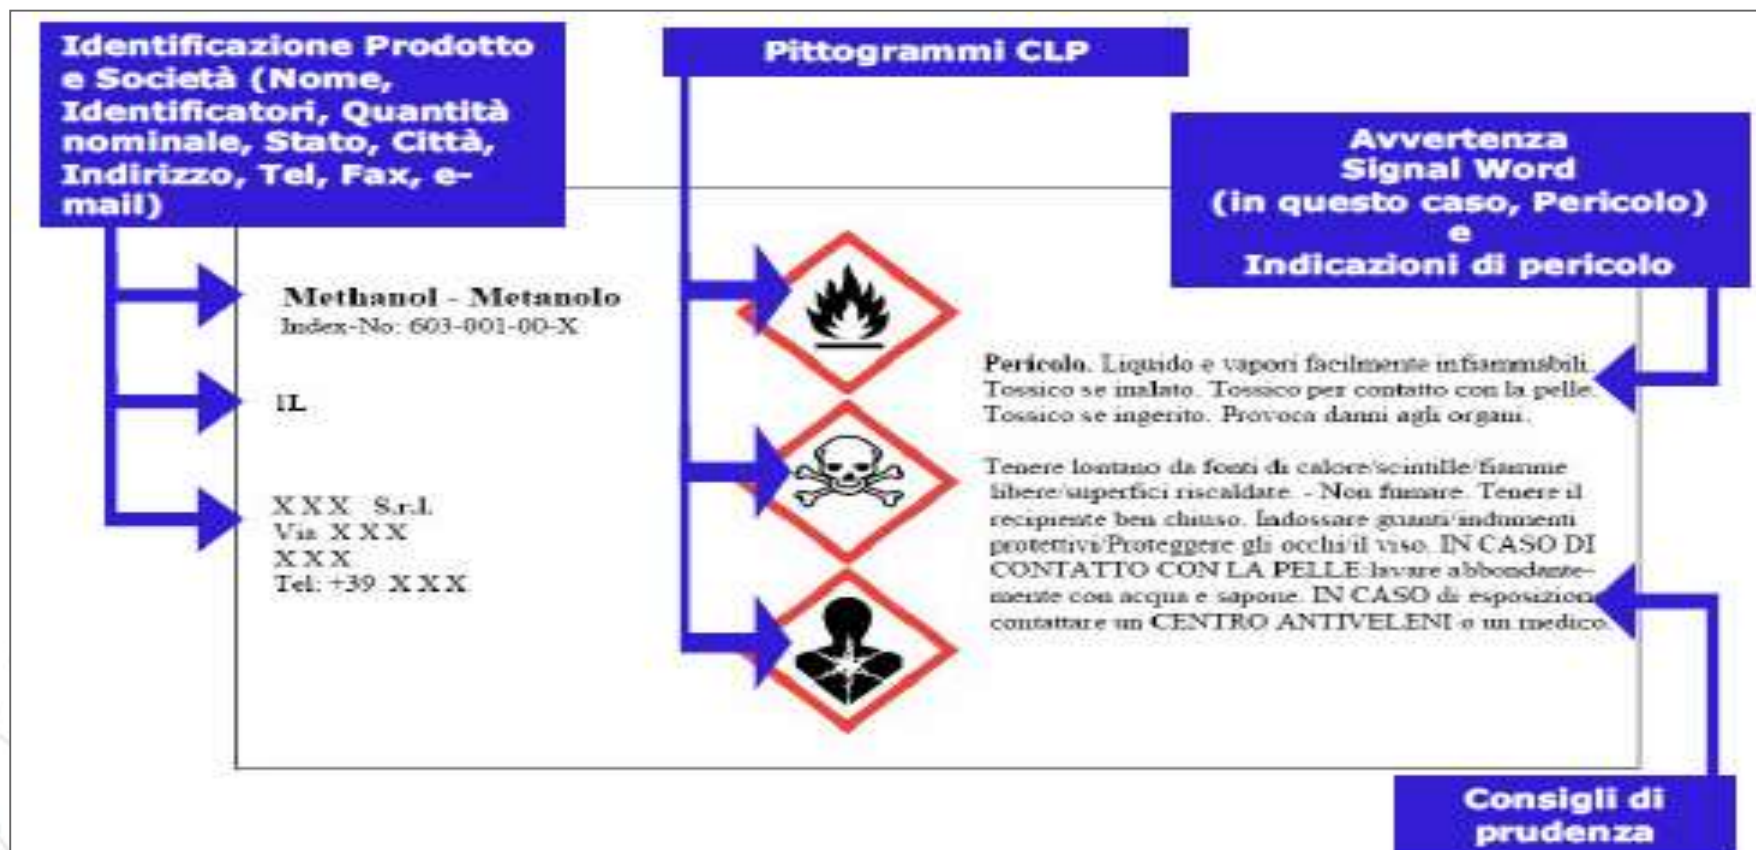 Identificazione Prodotto
e Società (Nome,
Identificatori, Quantità
nominale, Stato, Città,
Indirizzo, Tel, Fax, e-
mail)
Pittogrammi CLP
Avvertenza
Signal Word
(in questo caso, Pericolo)
e
Indicazioni di pericolo
Methanol - Metanolo
Index-No: 603-001-00-X
1L
X X X S.r.l.
Via X X X
X X X
Tel: +39 X X X
Pericolo. Liquido e vapori facilmente infiammabili.
Tossico se inalato. Tossico per contatto con la pelle.
Tossico se ingerito. Provoca danni agli organi.
Tenere lontano da fonti di calore/scintille/fiamme
libere/superfici riscaldate. - Non fumare. Tenere il
recipiente ben chiuso. Indossare guanti/indumenti
protettivi/Proteggere gli occhi/il viso. IN CASO DI
CONTATTO CON LA PELLE: lavare abbondante-
mente con acqua e sapone. IN CASO di esposizione
contattare un CENTRO ANTIVELENI o un medico.
Consigli di
prudenza